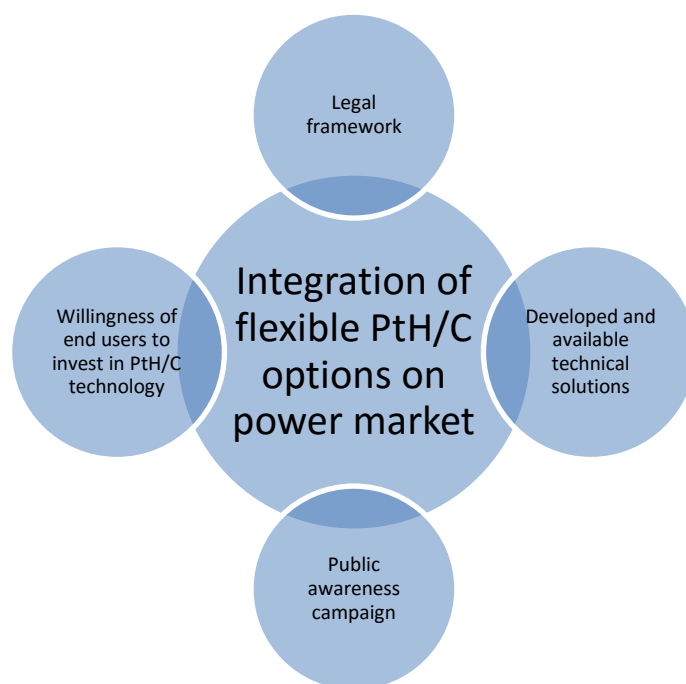 Legal
framework
Integration of
flexible PtH/C
options on
power market
Willingness of
end users to
invest in PtH/C
technology
Developed and
available
technical
solutions
Public
awareness
campaign